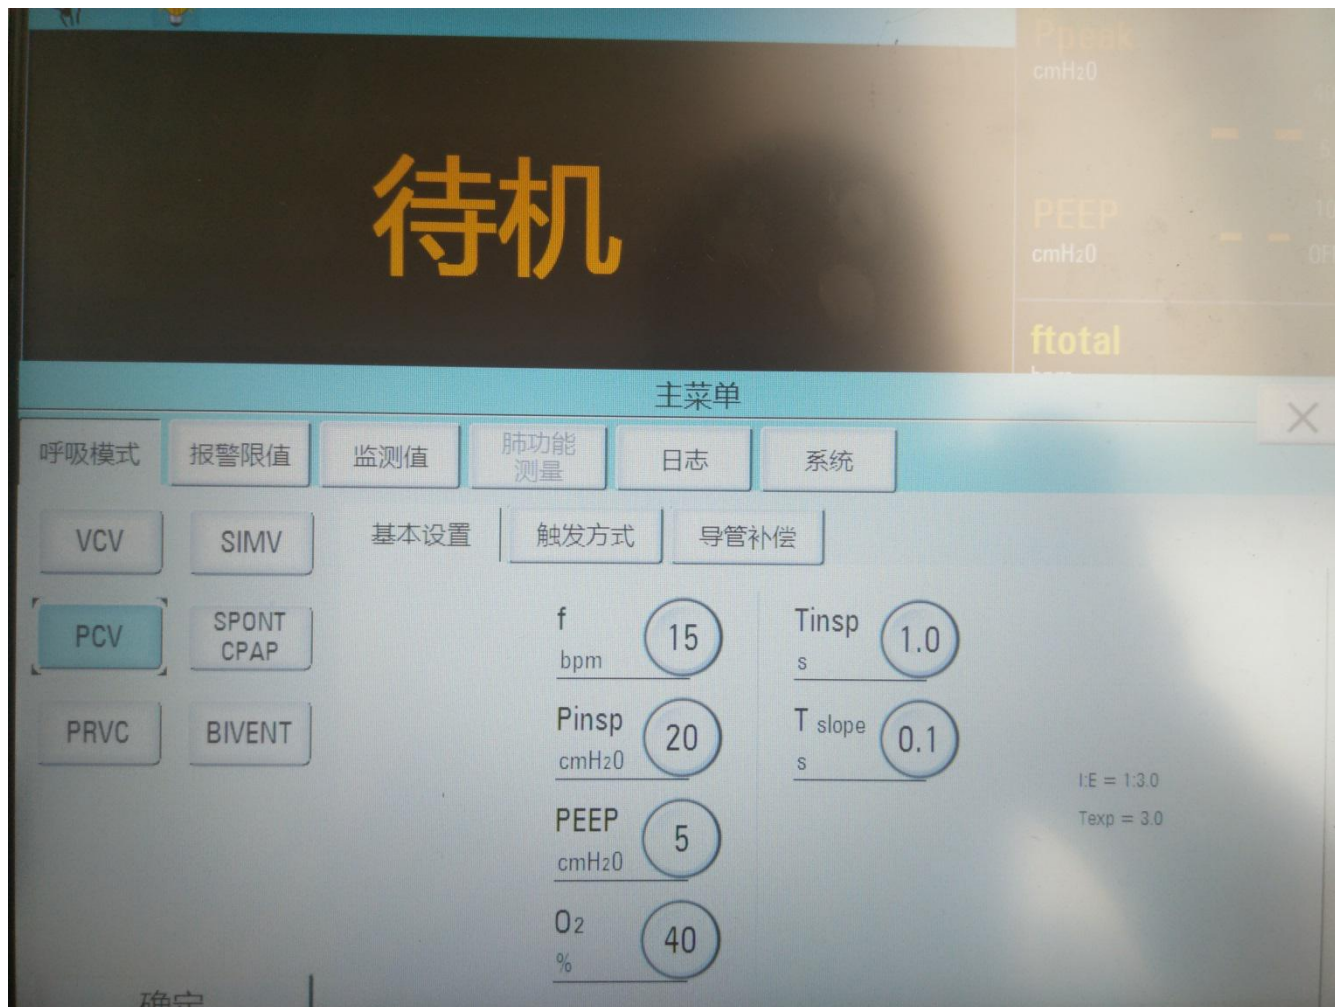 Ppeak
cmH2O
待机
PEEP
cmH2O
ftotal
主菜单
呼吸模式
报警限值
监测值
肺功能
测量
日志
系统
VCV
SIMV
基本设置
触发方式
导管补偿
PCV
SPONT
CPAP
PRVC
BIVENT
f
bpm
15
Tinsp
s
1.0
Pinsp
cmH2O
20
T slope
s
0.1
PEEP
cmH2O
5
I:E = 1:3.0
Texp = 3.0
O2
%
40
确定